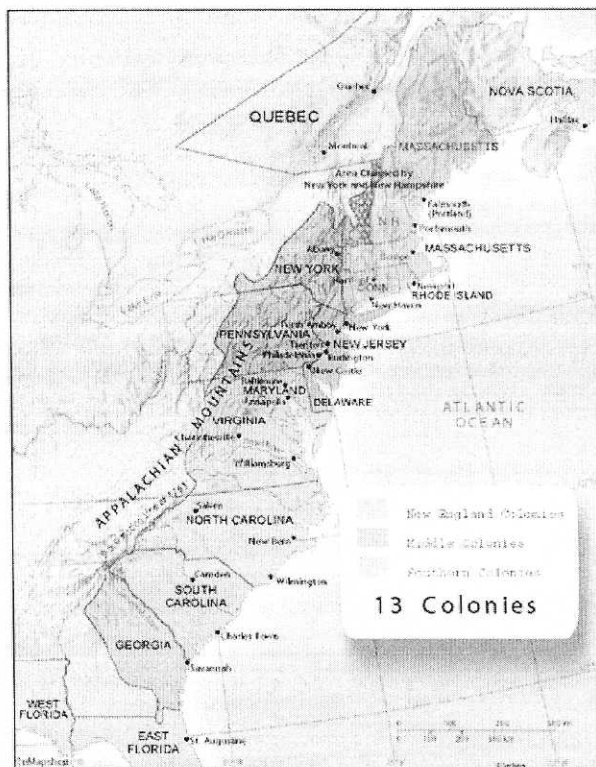 Quebec
NOVA SCOTIA
QUEBEC
Halifax
MASSACHUSETTS
Montreal
Area Claimed by
New York and New Hampshire
Falmouth
(Portland)
N.H.
Portsmouth
Albany
MASSACHUSETTS
Boston
NEW YORK
CONN.
Newport
RHODE ISLAND
New Haven
Perth Amboy
New York
PENNSYLVANIA
Trenton
NEW JERSEY
Philadelphia
Burlington
New Castle
Baltimore
MARYLAND
Annapolis
DELAWARE
APPALACHIAN MOUNTAINS
VIRGINIA
ATLANTIC
OCEAN
Charlottesville
Williamsburg
Salem
NORTH CAROLINA
New England Colonies
New Bern
Middle Colonies
Camden
Southern Colonies
Wilmington
SOUTH
CAROLINA
13 Colonies
GEORGIA
Charles Town
Savannah
WEST
FLORIDA
EAST
FLORIDA
St. Augustine